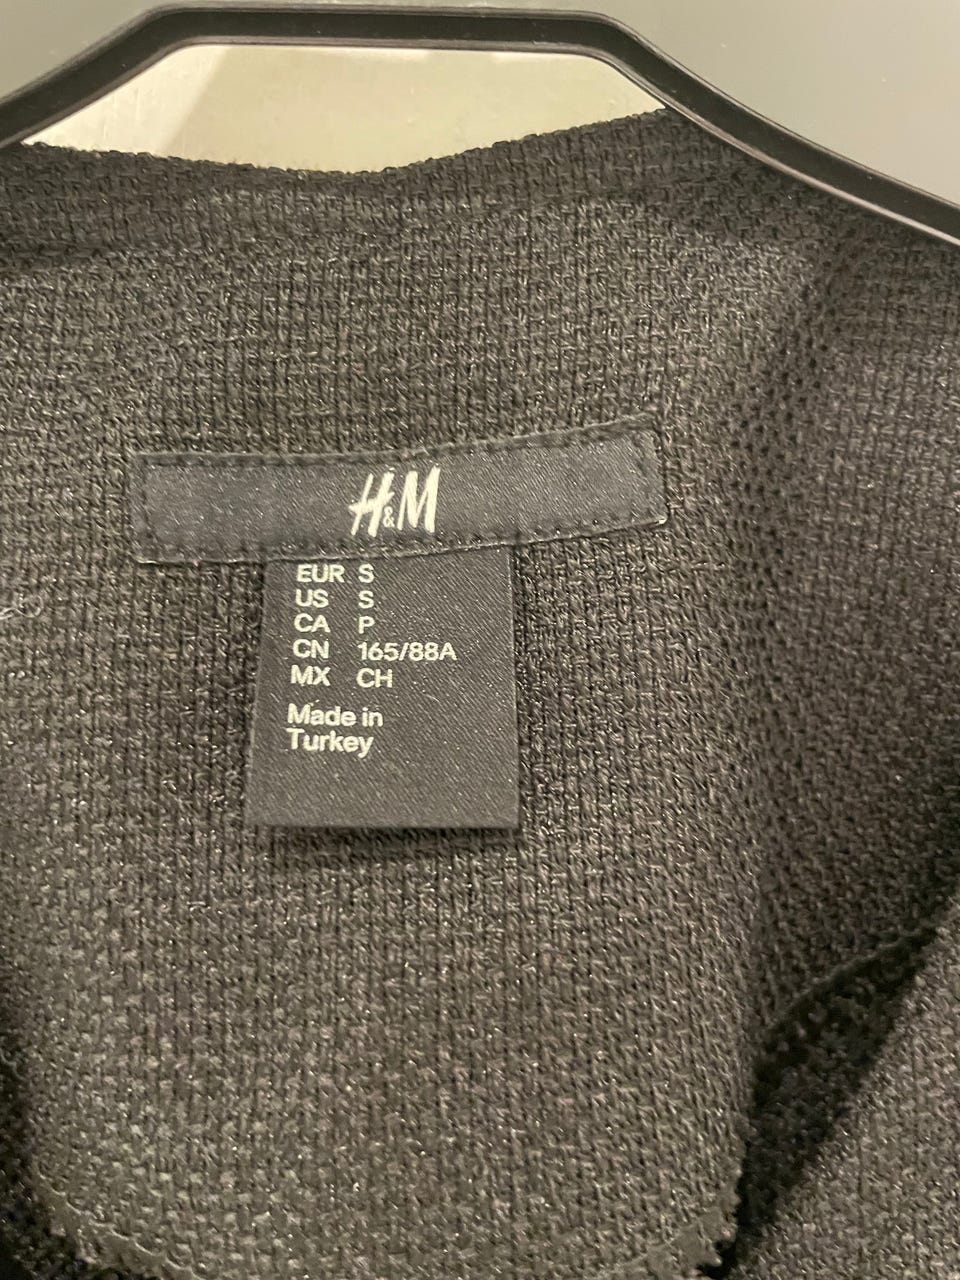 H&M
EUR S
US S
CA P
CN 165/88A
MX CH
Made in
Turkey